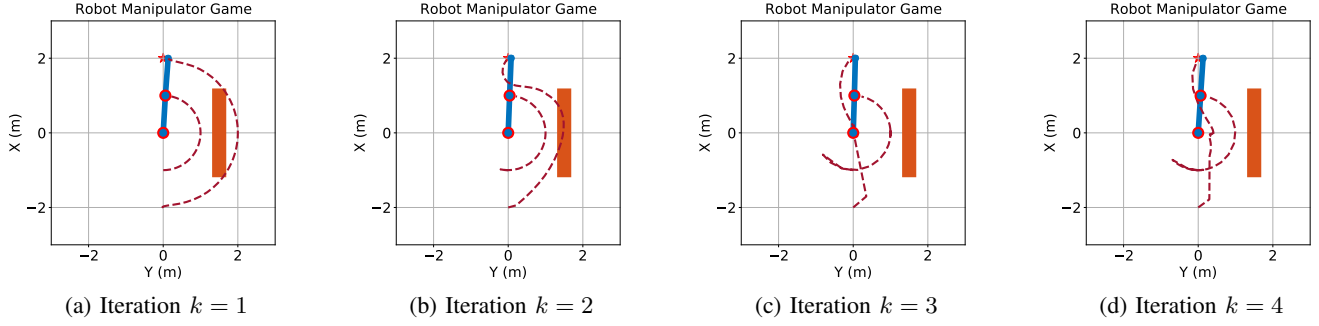 Robot Manipulator Game
X (m)
2
0
−2
−2 0 2
Y (m)
(a) Iteration k = 1
Robot Manipulator Game
X (m)
2
0
−2
−2 0 2
Y (m)
(b) Iteration k = 2
Robot Manipulator Game
X (m)
2
0
−2
−2 0 2
Y (m)
(c) Iteration k = 3
Robot Manipulator Game
X (m)
2
0
−2
−2 0 2
Y (m)
(d) Iteration k = 4